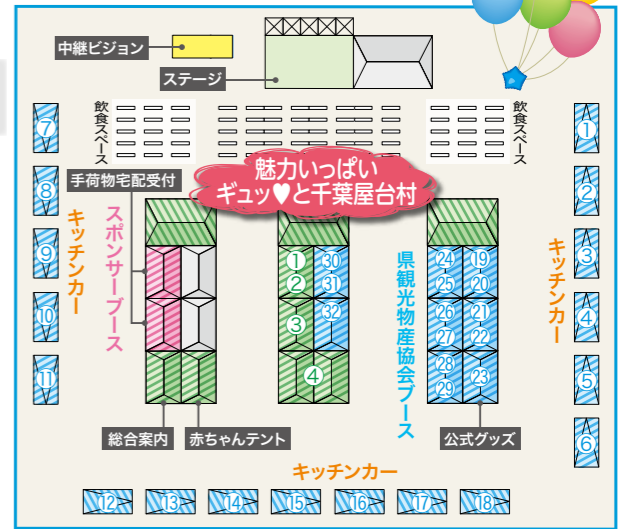 中継ビジョン
ステージ
飲食スペース
飲食スペース
魅力いっぱい
ギュッ♥と千葉屋台村
手荷物宅配受付
キッチンカー
スポンサーブース
県観光物産協会ブース
キッチンカー
⑦
⑧
⑨
⑩
⑪
①
②
③
④
㉚
㉛
㉜
㉔
㉕
㉖
㉗
㉘
㉙
⑲
⑳
㉑
㉒
㉓
①
②
③
④
⑤
⑥
総合案内
赤ちゃんテント
公式グッズ
キッチンカー
⑫
⑬
⑭
⑮
⑯
⑰
⑱